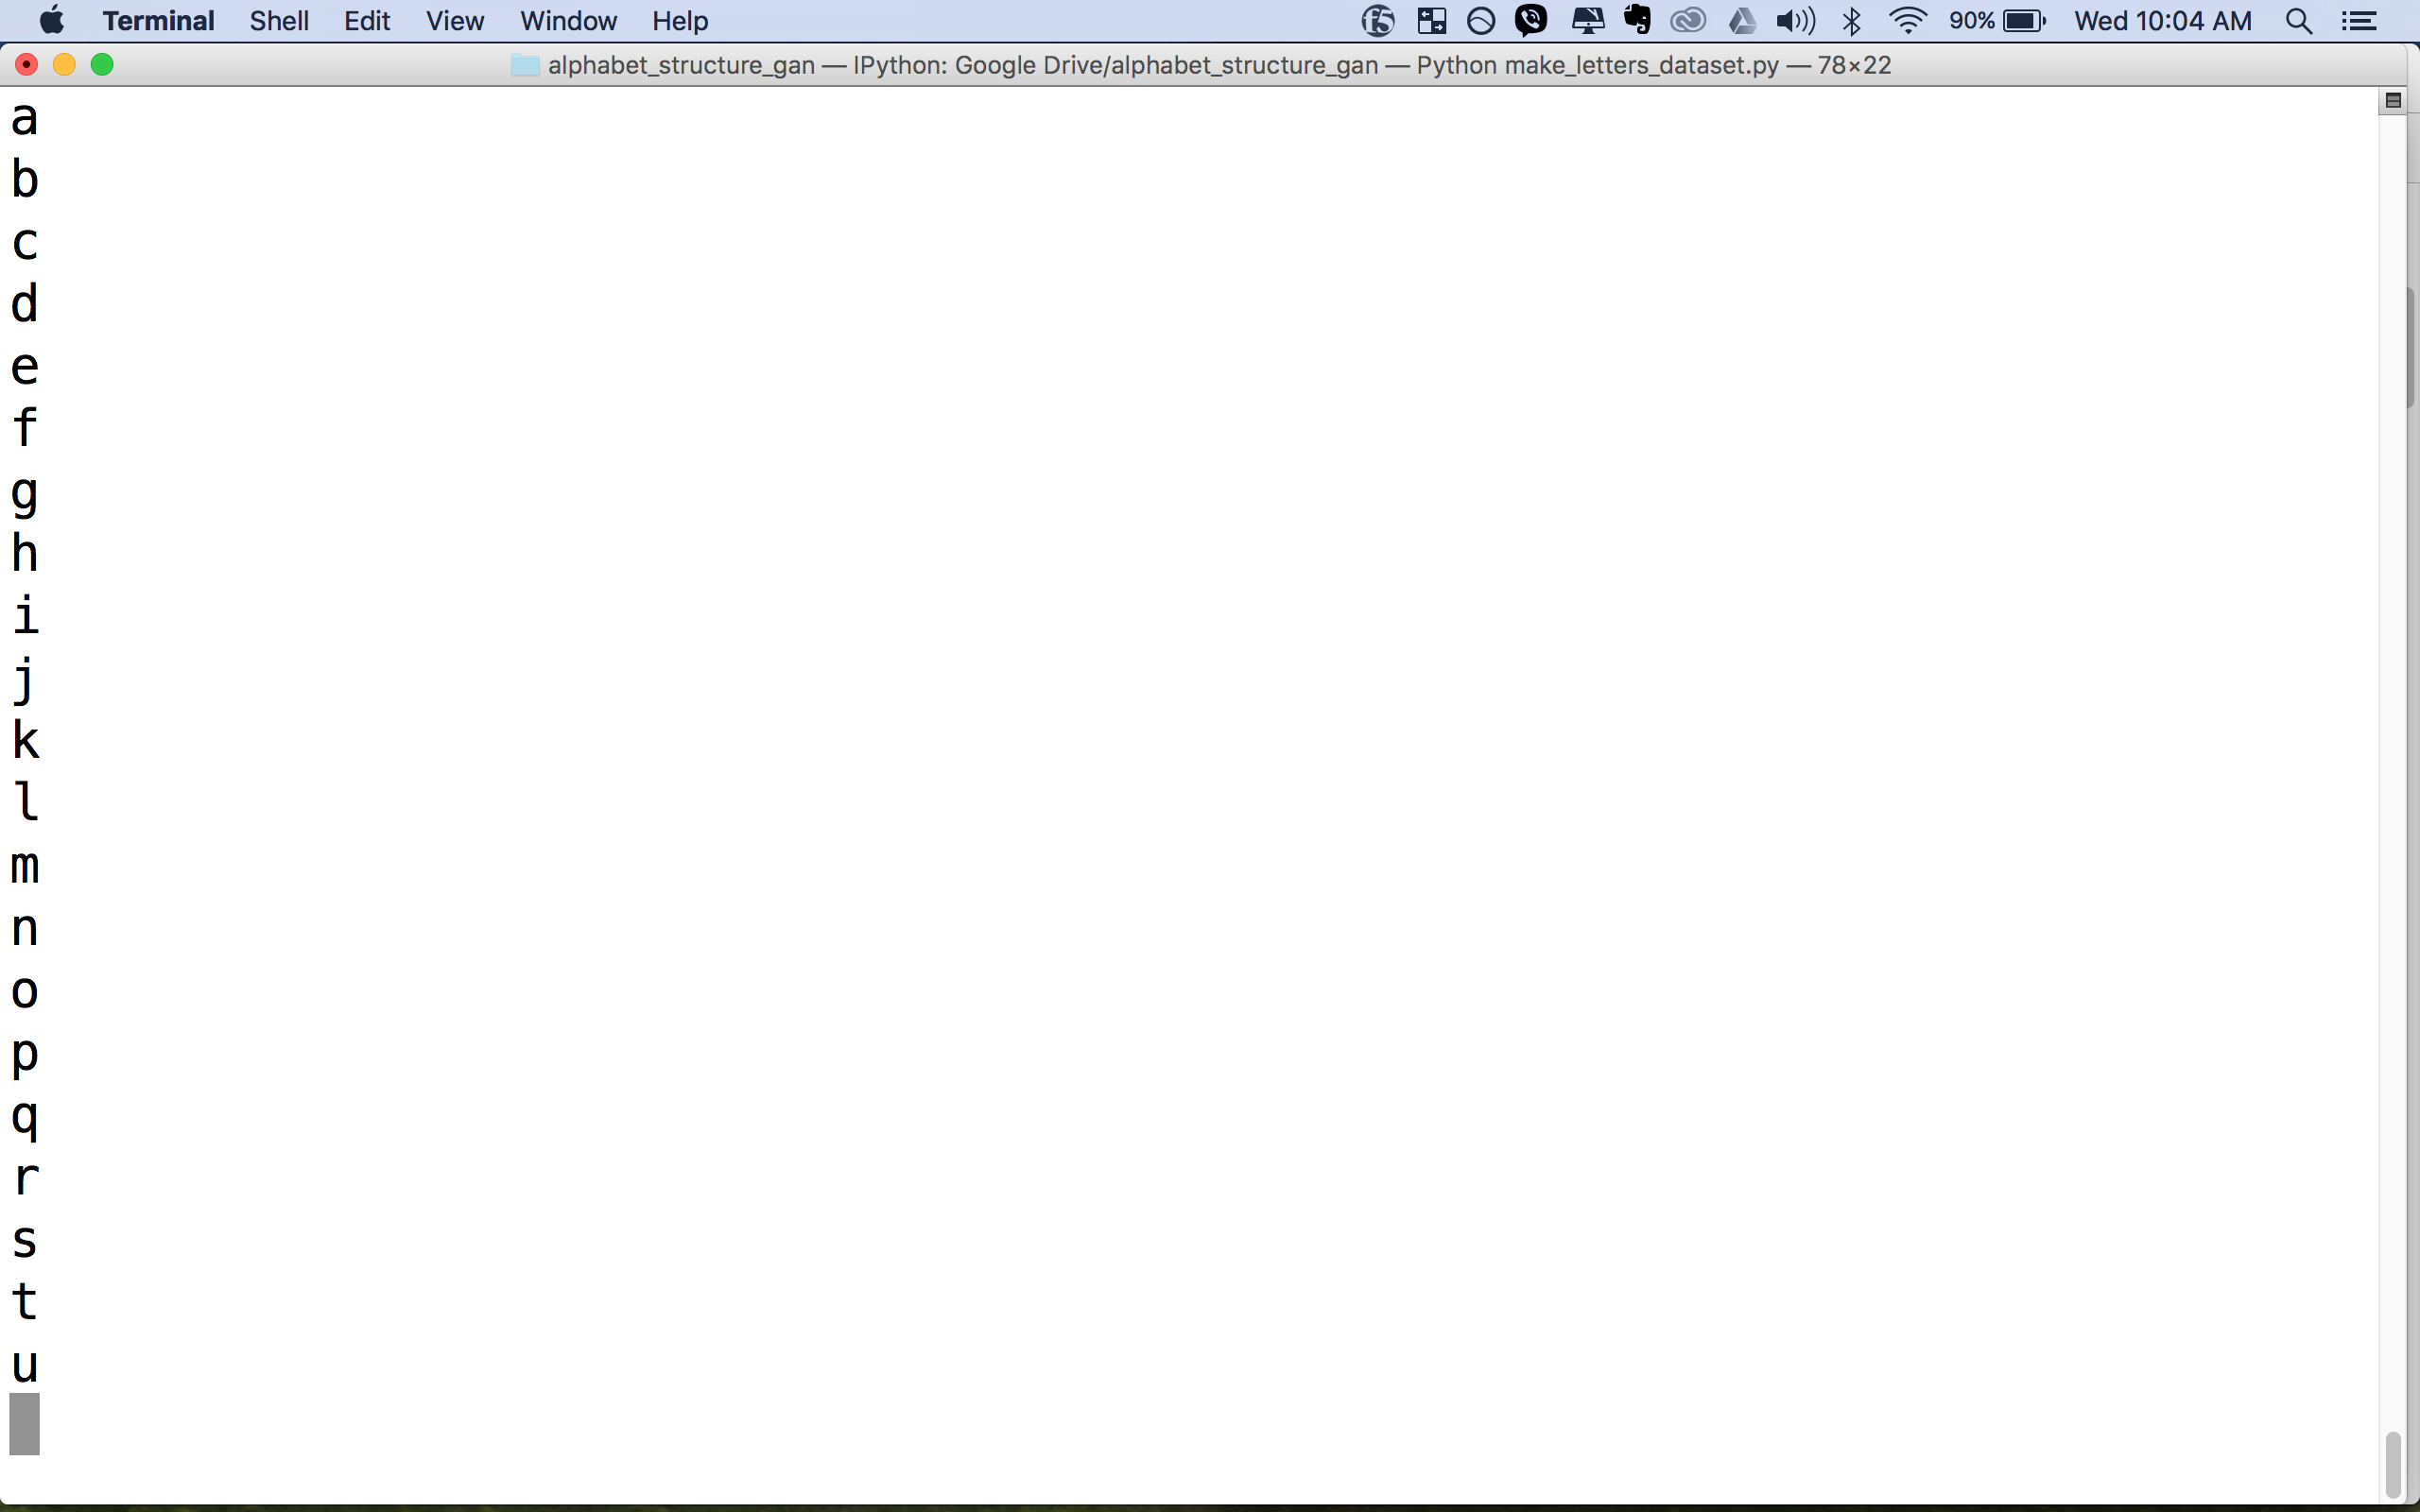 Terminal Shell Edit View Window Help f5 90% Wed 10:04 AM
alphabet_structure_gan — IPython: Google Drive/alphabet_structure_gan — Python make_letters_dataset.py — 78×22
a
b
c
d
e
f
g
h
i
j
k
l
m
n
o
p
q
r
s
t
u